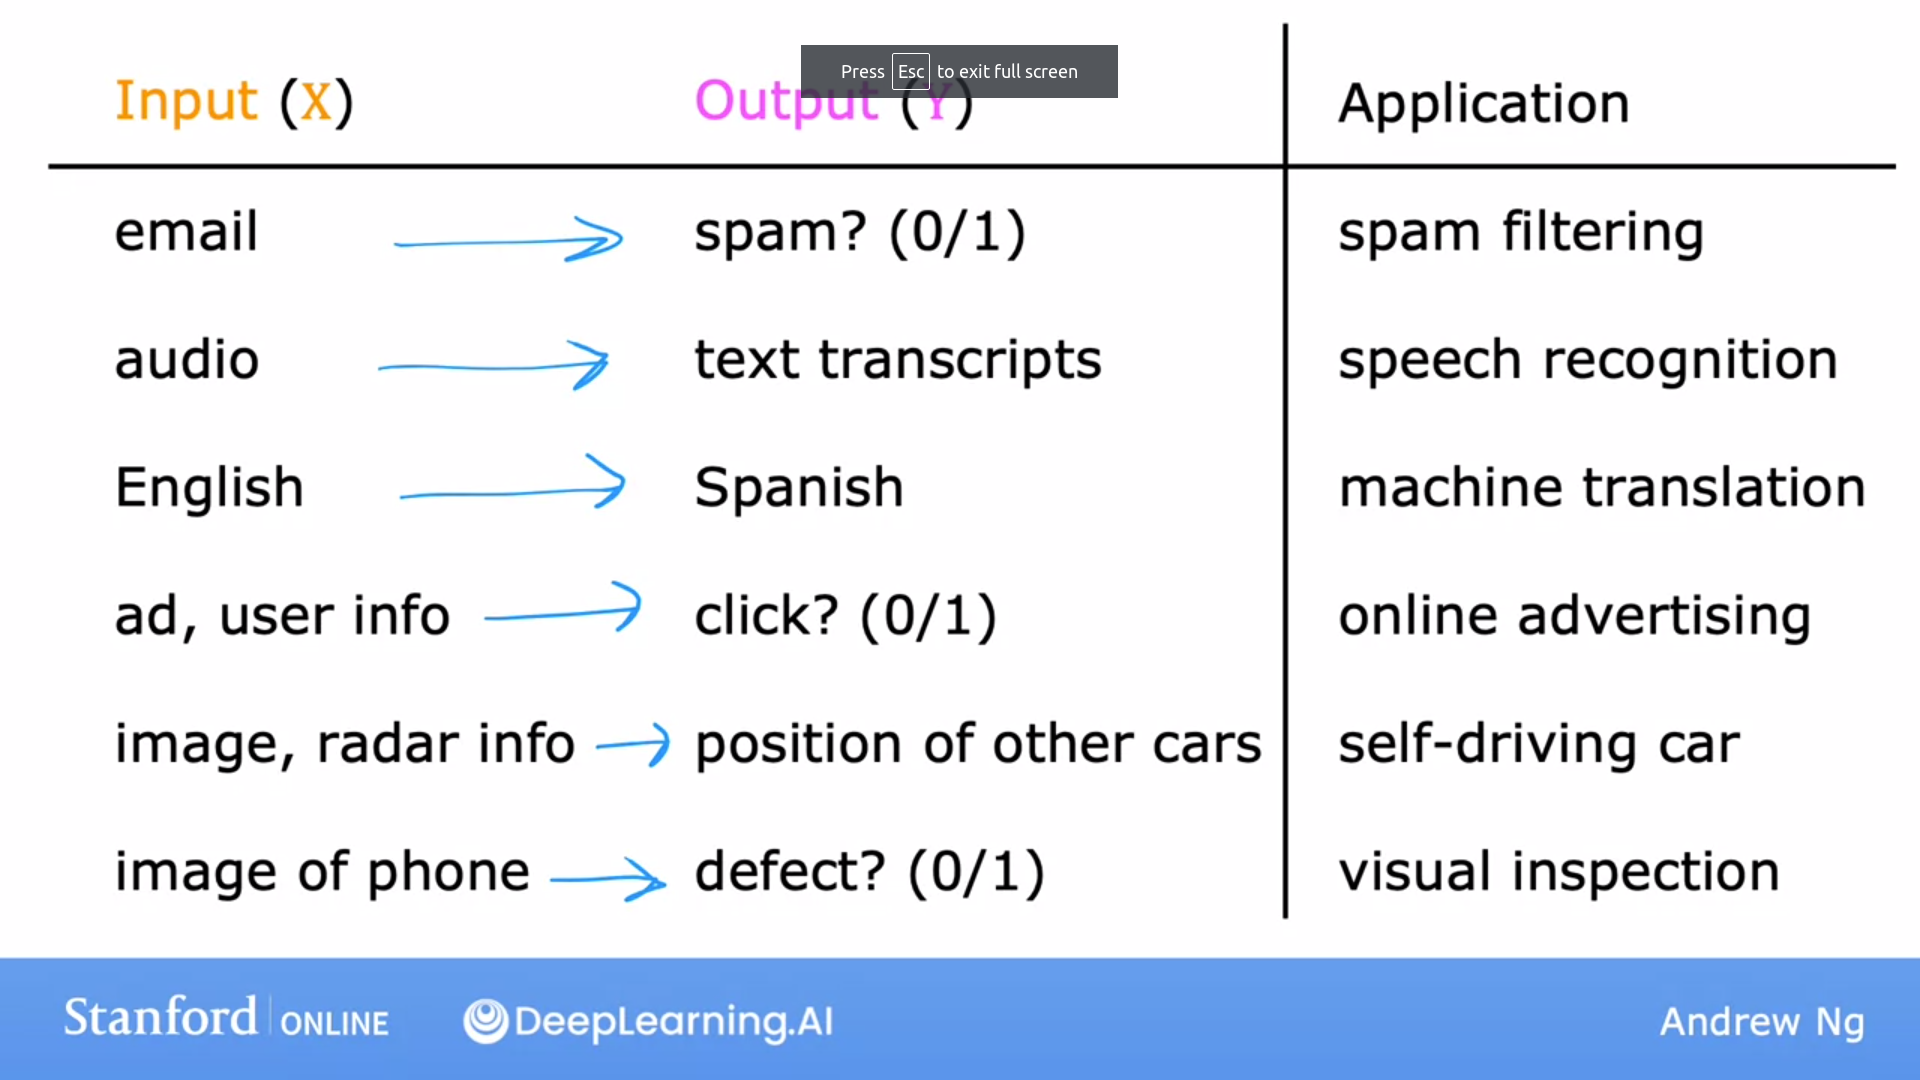 Press Esc to exit full screen
Input (X) Output (Y) Application
email spam? (0/1) spam filtering
audio text transcripts speech recognition
English Spanish machine translation
ad, user info click? (0/1) online advertising
image, radar info position of other cars self-driving car
image of phone defect? (0/1) visual inspection
Stanford ONLINE DeepLearning.AI Andrew Ng